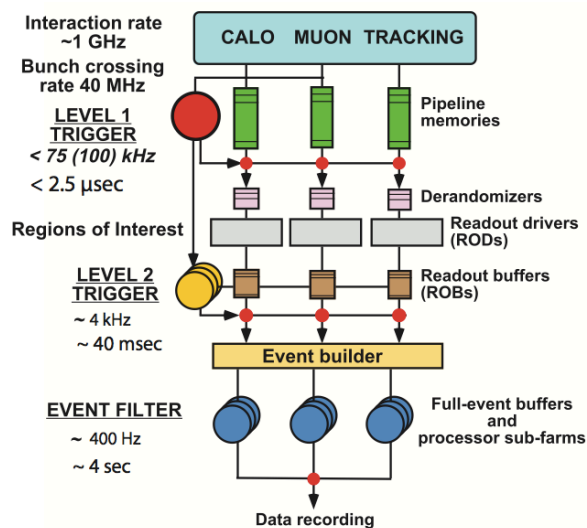 Interaction rate
~1 GHz
CALO MUON TRACKING
Bunch crossing
rate 40 MHz
LEVEL 1
TRIGGER
< 75 (100) kHz
< 2.5 μsec
Pipeline
memories
Derandomizers
Regions of Interest
Readout drivers
(RODs)
LEVEL 2
TRIGGER
~ 4 kHz
~ 40 msec
Readout buffers
(ROBs)
Event builder
EVENT FILTER
~ 400 Hz
~ 4 sec
Full-event buffers
and
processor sub-farms
Data recording